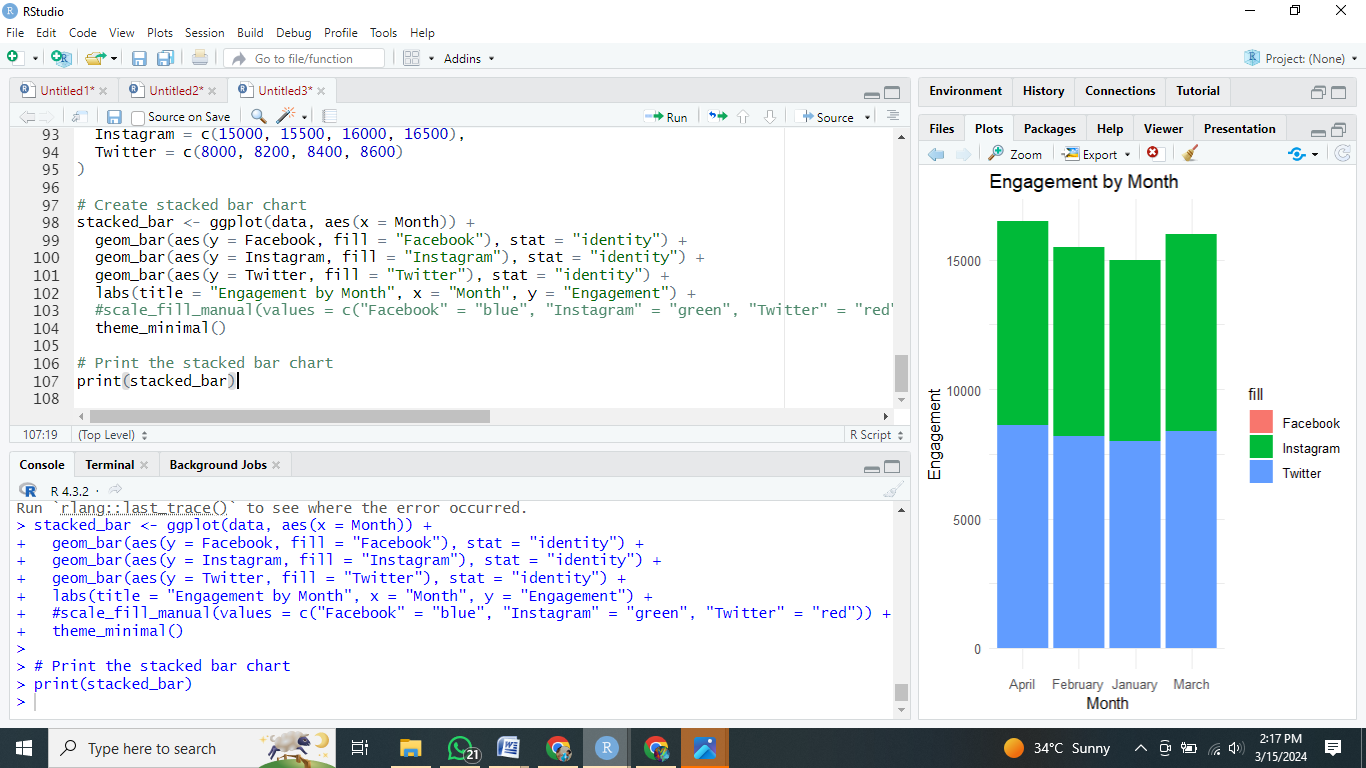 RStudio
File Edit Code View Plots Session Build Debug Profile Tools Help
Go to file/function Addins Project: (None)
Untitled1* Untitled2* Untitled3*
Source on Save Run Source
93 Instagram = c(15000, 15500, 16000, 16500),
94 Twitter = c(8000, 8200, 8400, 8600)
95 )
96
97 # Create stacked bar chart
98 stacked_bar <- ggplot(data, aes(x = Month)) +
99 geom_bar(aes(y = Facebook, fill = "Facebook"), stat = "identity") +
100 geom_bar(aes(y = Instagram, fill = "Instagram"), stat = "identity") +
101 geom_bar(aes(y = Twitter, fill = "Twitter"), stat = "identity") +
102 labs(title = "Engagement by Month", x = "Month", y = "Engagement") +
103 #scale_fill_manual(values = c("Facebook" = "blue", "Instagram" = "green", "Twitter" = "red"
104 theme_minimal()
105
106 # Print the stacked bar chart
107 print(stacked_bar)
108
107:19 (Top Level) R Script
Console Terminal Background Jobs
R R 4.3.2 ·
Run `rlang::last_trace()` to see where the error occurred.
> stacked_bar <- ggplot(data, aes(x = Month)) +
+ geom_bar(aes(y = Facebook, fill = "Facebook"), stat = "identity") +
+ geom_bar(aes(y = Instagram, fill = "Instagram"), stat = "identity") +
+ geom_bar(aes(y = Twitter, fill = "Twitter"), stat = "identity") +
+ labs(title = "Engagement by Month", x = "Month", y = "Engagement") +
+ #scale_fill_manual(values = c("Facebook" = "blue", "Instagram" = "green", "Twitter" = "red")) +
+ theme_minimal()
>
> # Print the stacked bar chart
> print(stacked_bar)
>
Environment History Connections Tutorial
Files Plots Packages Help Viewer Presentation
Zoom Export
Engagement by Month
Engagement
15000
10000
5000
0
April February January March
Month
fill
Facebook
Instagram
Twitter
Type here to search
21
34°C Sunny
2:17 PM
3/15/2024